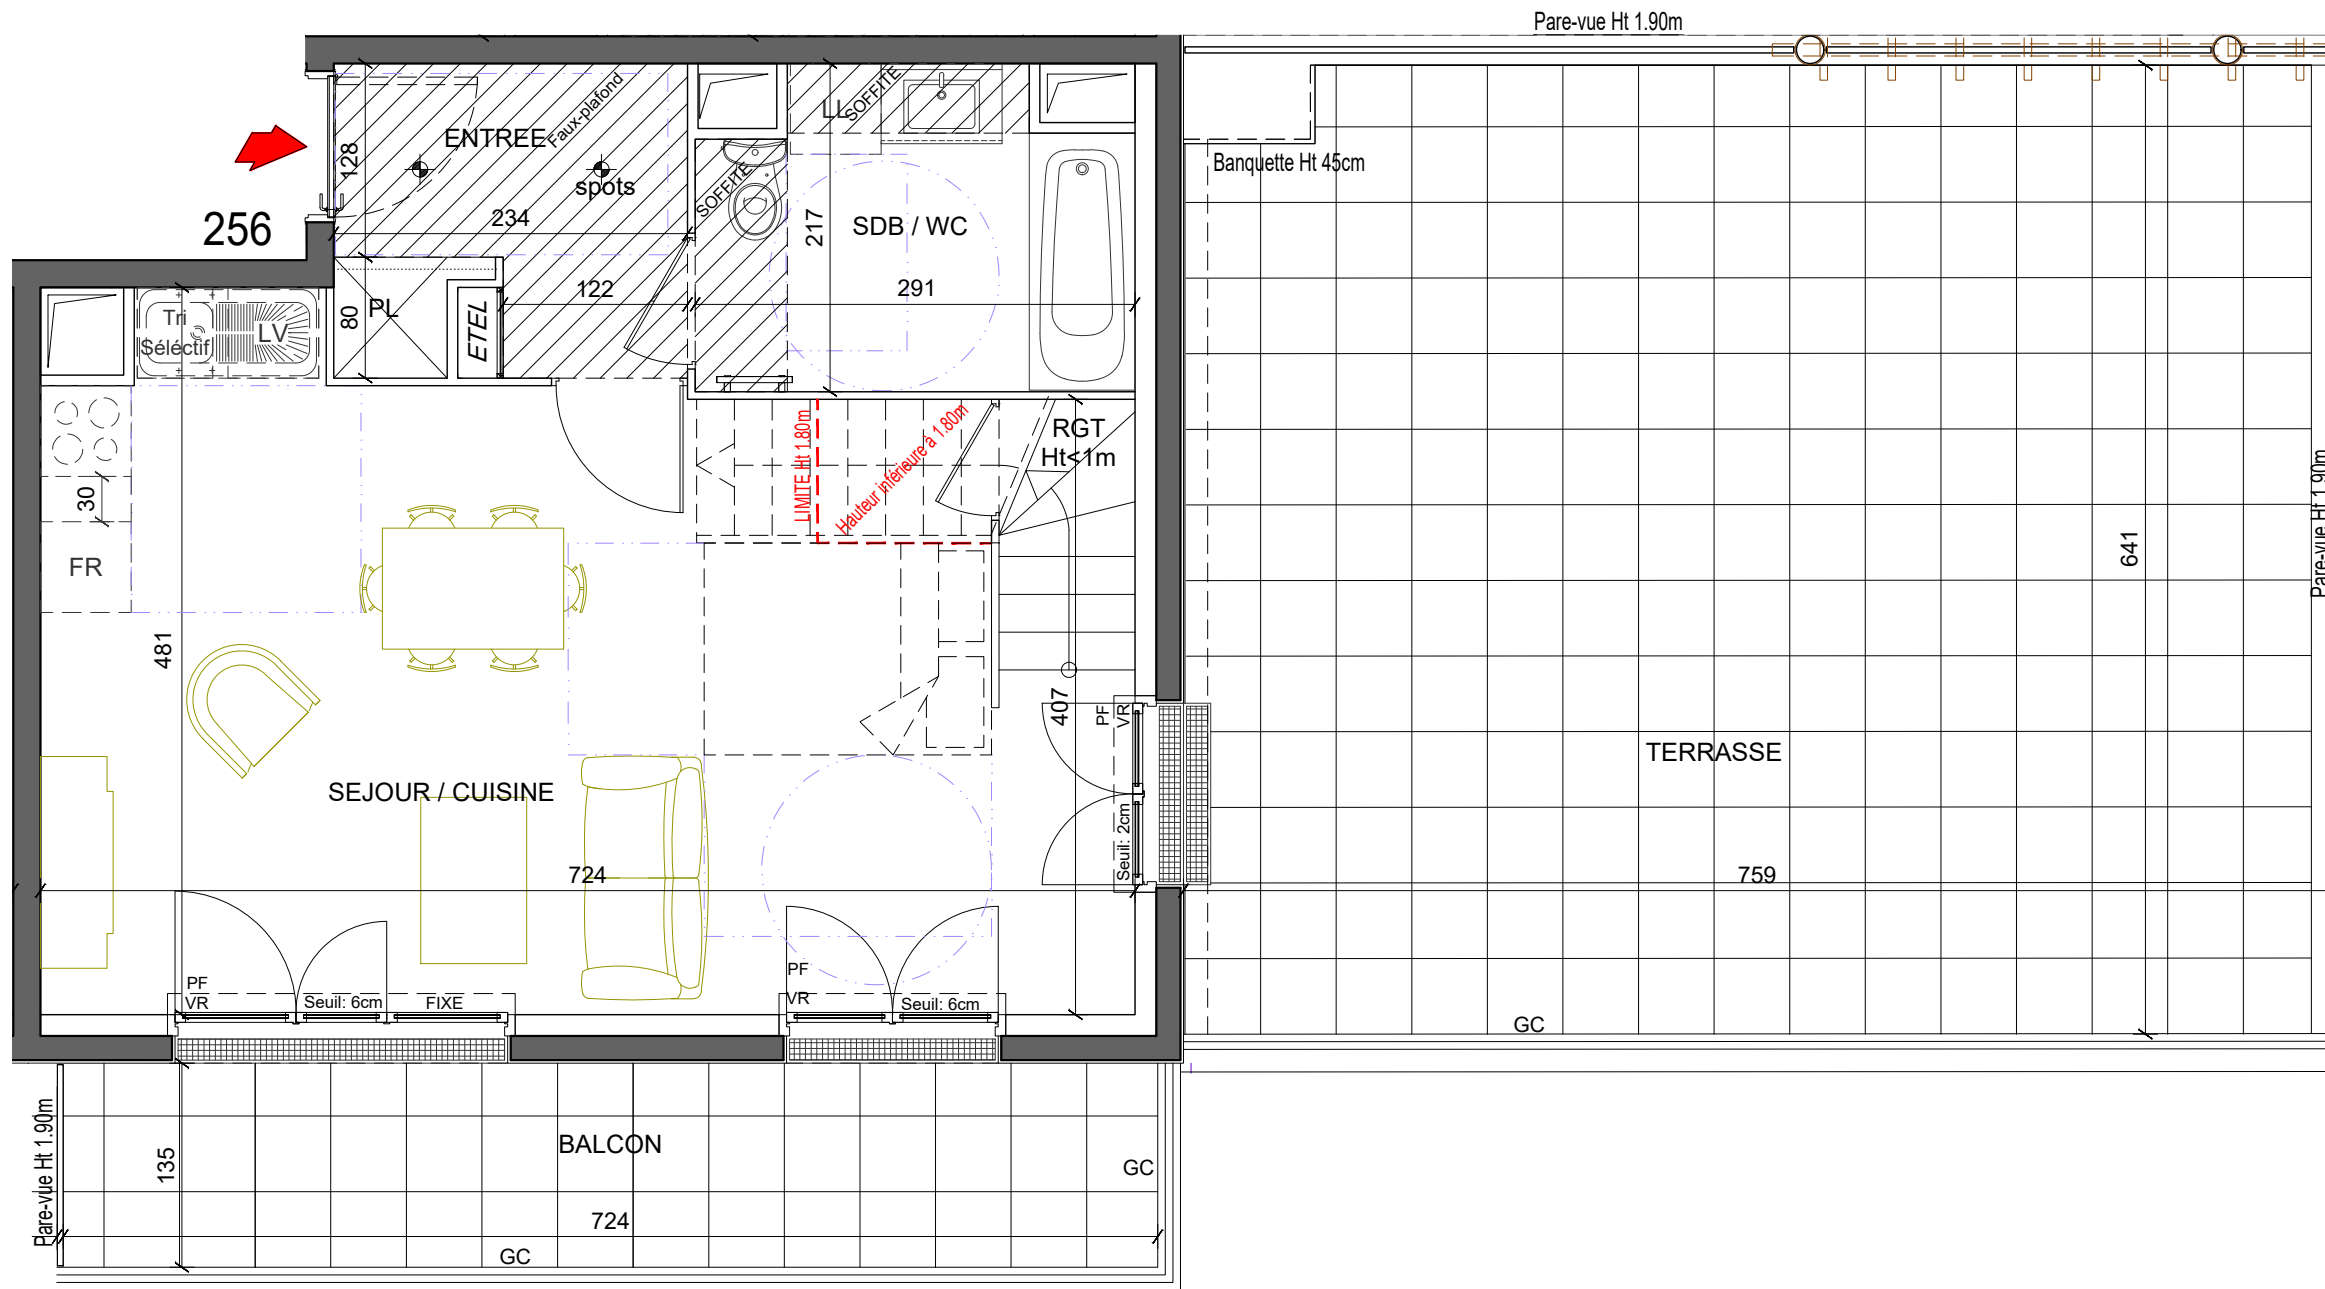 Pare-vue Ht 1.90m
ENTREE
Faux-plafond
128
spots
234
256
LL
SOFFITE
SOFFITE
217
SDB / WC
291
122
Banquette Ht 45cm
80
PL
ETEL
Tri
Séléctif
LV
30
FR
LIMITE Ht 1.80m
Hauteur inférieure à 1.80m
RGT
Ht<1m
641
Pare-vue Ht 1.90m
481
407
PF
VR
Seuil: 2cm
TERRASSE
SEJOUR / CUISINE
724
759
PF
VR
Seuil: 6cm
FIXE
PF
VR
Seuil: 6cm
GC
Pare-vue Ht 1.90m
135
BALCON
GC
724
GC